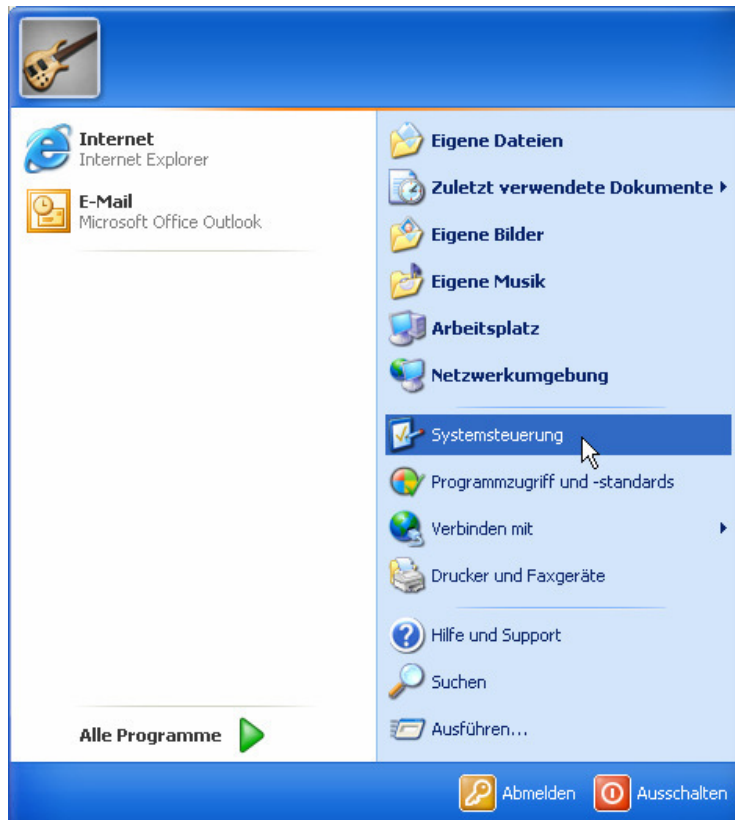 Internet
Internet Explorer
E-Mail
Microsoft Office Outlook
Alle Programme
Eigene Dateien
Zuletzt verwendete Dokumente
Eigene Bilder
Eigene Musik
Arbeitsplatz
Netzwerkumgebung
Systemsteuerung
Programmzugriff und -standards
Verbinden mit
Drucker und Faxgeräte
Hilfe und Support
Suchen
Ausführen...
Abmelden
Ausschalten